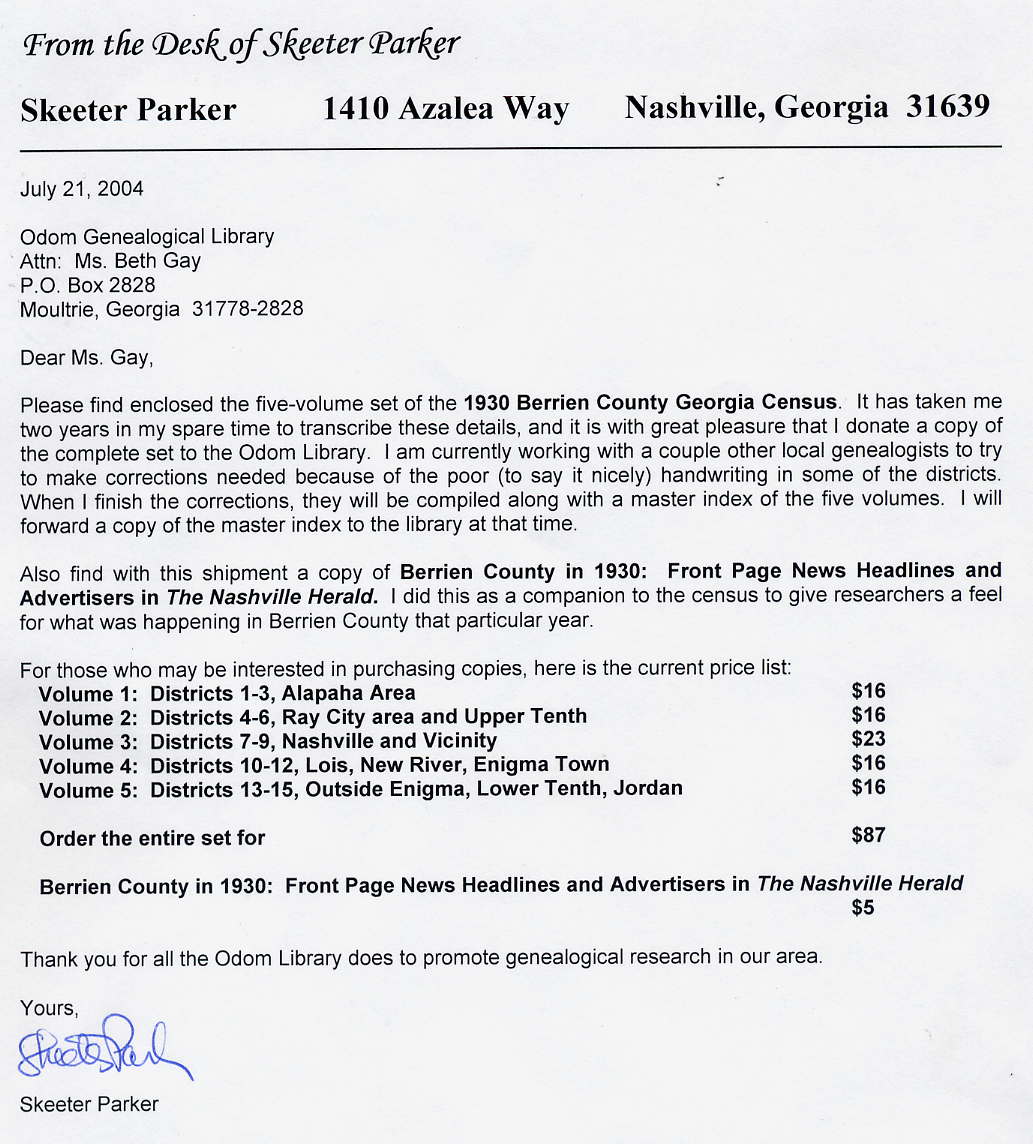 From the Desk of Skeeter Parker
Skeeter Parker 1410 Azalea Way Nashville, Georgia 31639
July 21, 2004
Odom Genealogical Library
Attn: Ms. Beth Gay
P.O. Box 2828
Moultrie, Georgia 31778-2828
Dear Ms. Gay,
Please find enclosed the five-volume set of the 1930 Berrien County Georgia Census. It has taken me
two years in my spare time to transcribe these details, and it is with great pleasure that I donate a copy of
the complete set to the Odom Library. I am currently working with a couple other local genealogists to try
to make corrections needed because of the poor (to say it nicely) handwriting in some of the districts.
When I finish the corrections, they will be compiled along with a master index of the five volumes. I will
forward a copy of the master index to the library at that time.
Also find with this shipment a copy of Berrien County in 1930: Front Page News Headlines and
Advertisers in The Nashville Herald. I did this as a companion to the census to give researchers a feel
for what was happening in Berrien County that particular year.
For those who may be interested in purchasing copies, here is the current price list:
Volume 1: Districts 1-3, Alapaha Area $16
Volume 2: Districts 4-6, Ray City area and Upper Tenth $16
Volume 3: Districts 7-9, Nashville and Vicinity $23
Volume 4: Districts 10-12, Lois, New River, Enigma Town $16
Volume 5: Districts 13-15, Outside Enigma, Lower Tenth, Jordan $16
Order the entire set for $87
Berrien County in 1930: Front Page News Headlines and Advertisers in The Nashville Herald
$5
Thank you for all the Odom Library does to promote genealogical research in our area.
Yours,
Skeeter Parker
Skeeter Parker